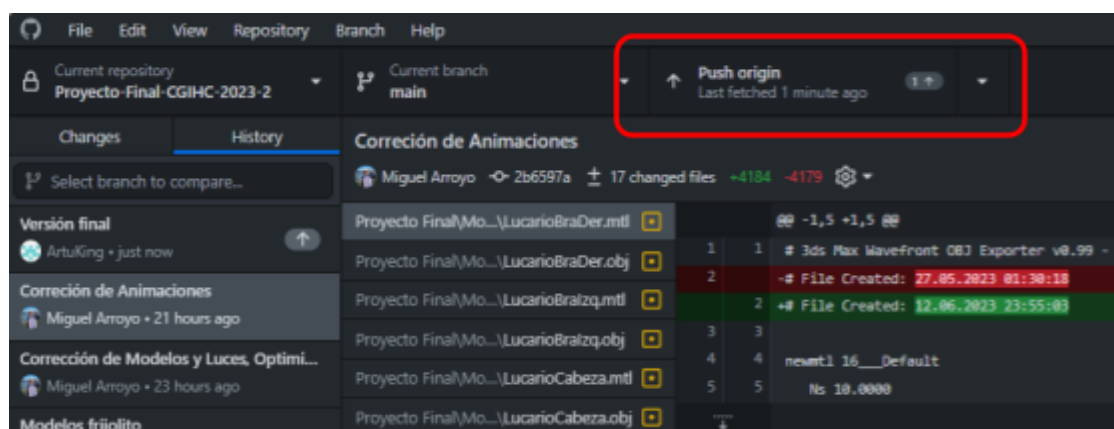 File Edit View Repository Branch Help
Current repository
Proyecto-Final-CGIHC-2023-2
Current branch
main
Push origin
Last fetched 1 minute ago
1
Changes History
Select branch to compare...
Versión final
ArtuKing • just now
Correción de Animaciones
Miguel Arroyo • 21 hours ago
Corrección de Modelos y Luces, Optimi...
Miguel Arroyo • 23 hours ago
Modelos frijolito
Correción de Animaciones
Miguel Arroyo 2b6597a 17 changed files +4184 -4179
Proyecto Final\Mo...\LucarioBraDer.mtl
Proyecto Final\Mo...\LucarioBraDer.obj
Proyecto Final\Mo...\LucarioBraIzq.mtl
Proyecto Final\Mo...\LucarioBraIzq.obj
Proyecto Final\Mo...\LucarioCabeza.mtl
Proyecto Final\Mo...\LucarioCabeza.obj
@@ -1,5 +1,5 @@
1 1 # 3ds Max Wavefront OBJ Exporter v0.99 -
2 -# File Created: 27.05.2023 01:30:18
2 +# File Created: 12.06.2023 23:55:03
3 3
4 4 newmtl 16___Default
5 5 Ns 10.0000